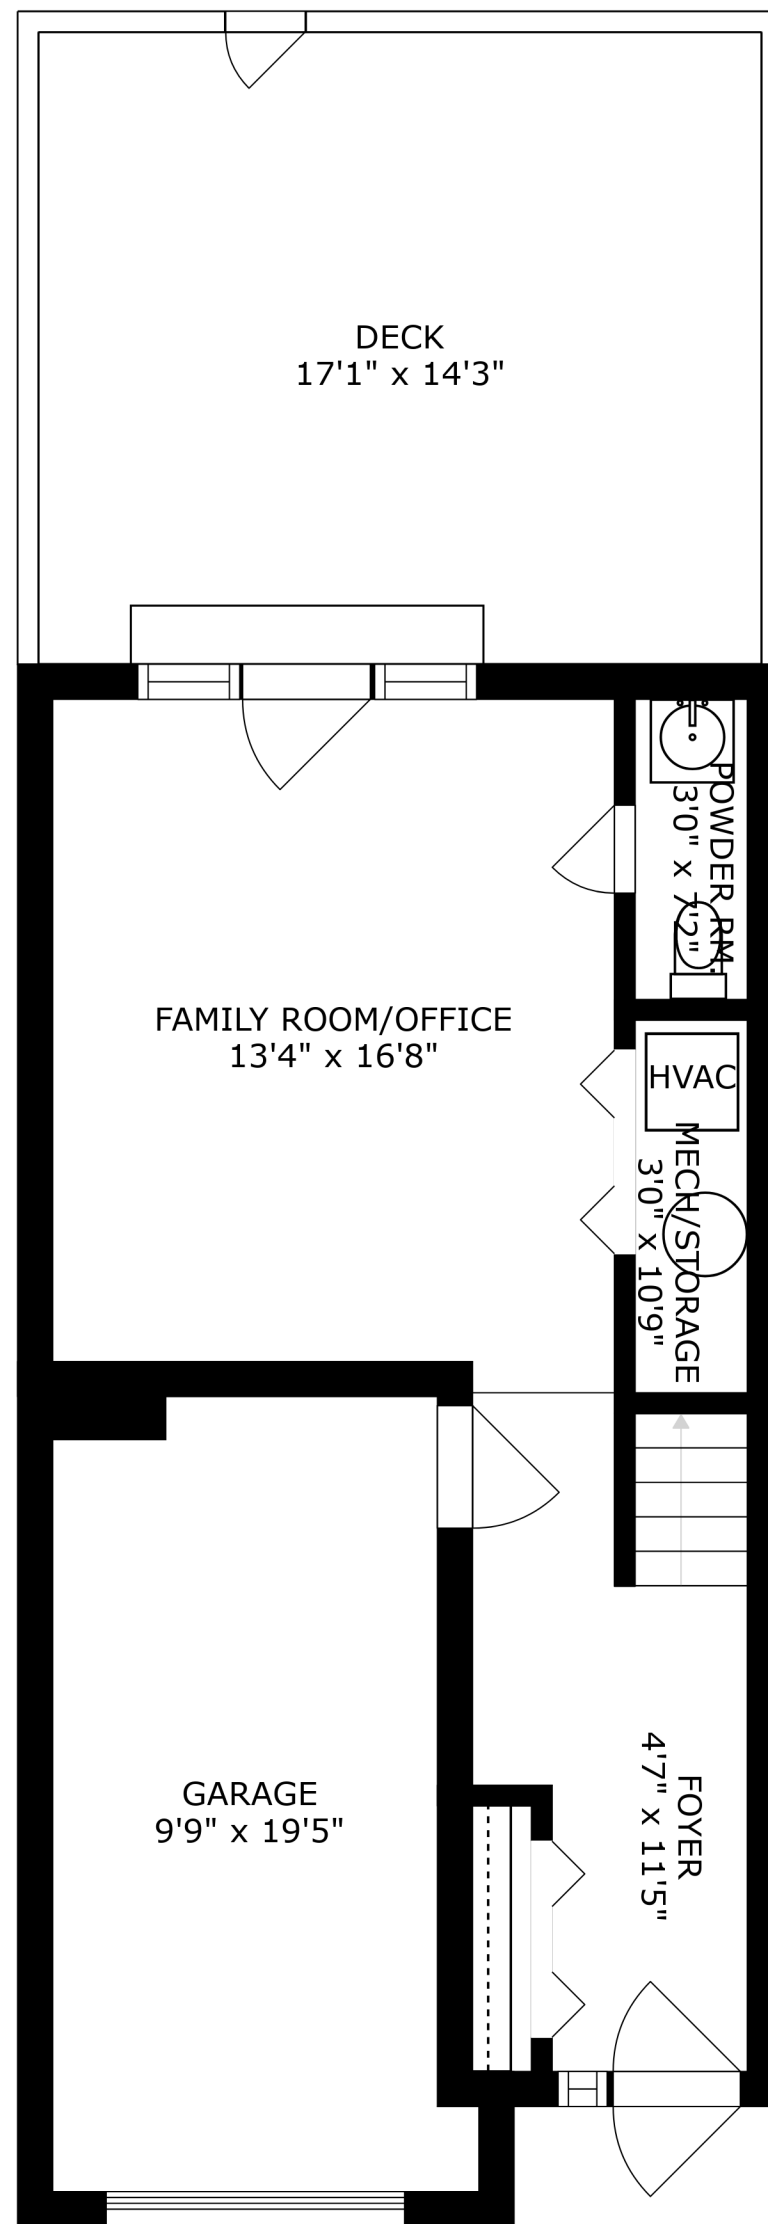 DECK
17'1" x 14'3"
POWDER RM.
3'0" x 7'2"
FAMILY ROOM/OFFICE
13'4" x 16'8"
HVAC
MECH/STORAGE
3'0" x 10'9"
GARAGE
9'9" x 19'5"
FOYER
4'7" x 11'5"